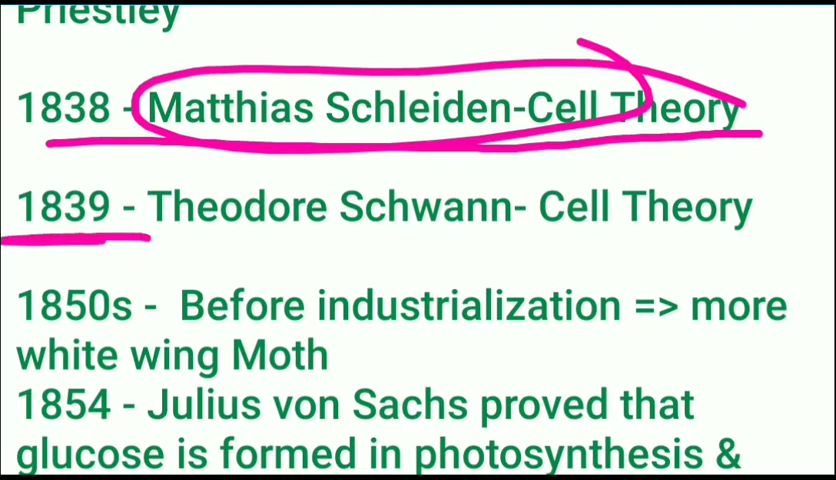 Priestley
1838 - Matthias Schleiden-Cell Theory
1839 - Theodore Schwann- Cell Theory
1850s - Before industrialization => more
white wing Moth
1854 - Julius von Sachs proved that
glucose is formed in photosynthesis &